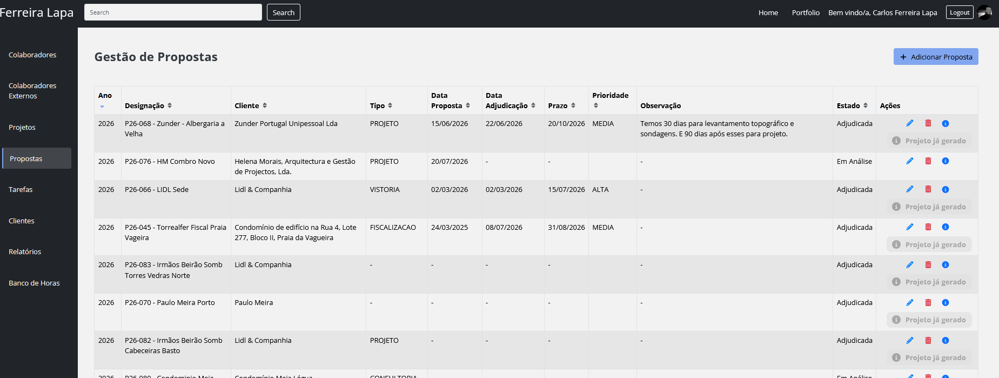 Ferreira Lapa
Search
Search
Home
Portfolio
Bem vindo/a, Carlos Ferreira Lapa
Logout
Colaboradores
Colaboradores
Externos
Projetos
Propostas
Tarefas
Clientes
Relatórios
Banco de Horas
Gestão de Propostas
+ Adicionar Proposta
Ano Designação Cliente Tipo Data Proposta Data Adjudicação Prazo Prioridade Observação Estado Ações
2026 P26-068 - Zunder - Albergaria a Zunder Portugal Unipessoal Lda PROJETO 15/06/2026 22/06/2026 20/10/2026 MEDIA Temos 30 dias para levantamento topográfico e Adjudicada
Velha sondagens. E 90 dias após esses para projeto.
Projeto já gerado
2026 P26-076 - HM Combro Novo Helena Morais, Arquitectura e Gestão PROJETO 20/07/2026 - - - Em Análise
de Projectos, Lda.
2026 P26-066 - LIDL Sede Lidl & Companhia VISTORIA 02/03/2026 02/03/2026 15/07/2026 ALTA - Adjudicada
Projeto já gerado
2026 P26-045 - Torrealfer Fiscal Praia Condomínio de edifício na Rua 4, Lote FISCALIZACAO 24/03/2025 08/07/2026 31/08/2026 MEDIA - Adjudicada
Vageira 277, Bloco II, Praia da Vagueira
Projeto já gerado
2026 P26-083 - Irmãos Beirão Somb Lidl & Companhia - - - - - Adjudicada
Torres Vedras Norte
Projeto já gerado
2026 P26-070 - Paulo Meira Porto Paulo Meira - - - - - Adjudicada
Projeto já gerado
2026 P26-082 - Irmãos Beirão Somb Lidl & Companhia PROJETO - - - - Adjudicada
Cabeceiras Basto
Projeto já gerado
2026 P26-080 - Condominio Meia Condomínio Meia Légua CONSULTORIA Em Análise